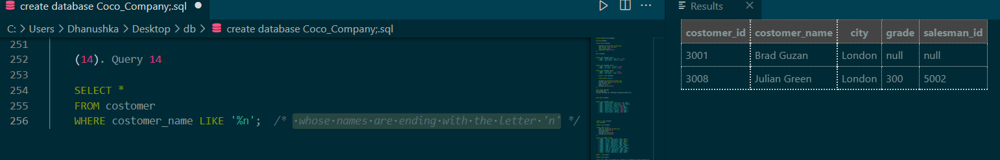 create database Coco_Company;.sql
C: > Users > Dhanushka > Desktop > db > create database Coco_Company;.sql
251
252 (14). Query 14
253
254 SELECT *
255 FROM costomer
256 WHERE costomer_name LIKE '%n'; /* whose names are ending with the letter 'n' */
Results
costomer_id costomer_name city grade salesman_id
3001 Brad Guzan London null null
3008 Julian Green London 300 5002